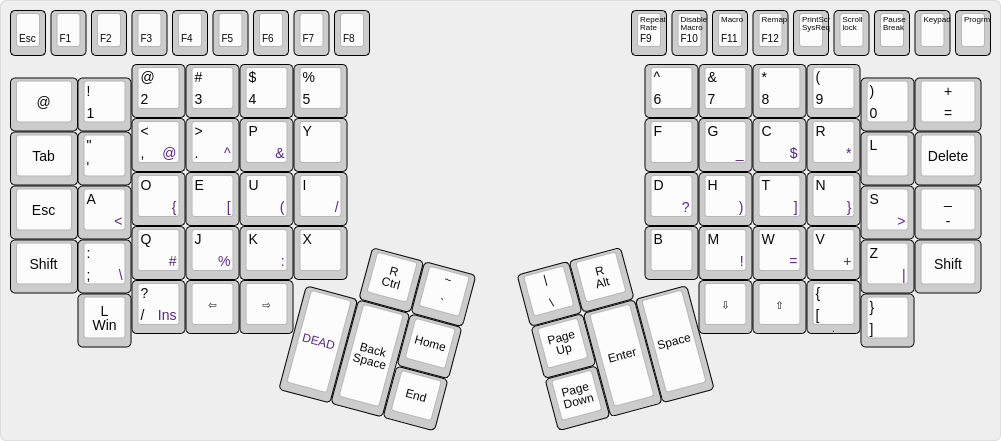 Esc F1 F2 F3 F4 F5 F6 F7 F8
Repeat Rate F9
Disable Macro F10
Macro F11
Remap F12
PrintScr SysReq
Scroll lock
Pause Break
Keypad
Progrm
@
! 1
@ 2
# 3
$ 4
% 5
^ 6
& 7
* 8
( 9
) 0
+ =
Tab
" '
< , @
> . ^
P &
Y
F
G _
C $
R *
L
Delete
Esc
A <
O {
E [
U (
I /
D ?
H )
T ]
N }
S >
_ -
Shift
: ; \
Q #
J %
K :
X
B
M !
W =
V +
Z |
Shift
L Win
? / Ins
⇦
⇨
R Ctrl
~ `
DEAD
Back Space
Home
End
| \
R Alt
Page Up
Enter
Space
Page Down
⇩
⇧
{ [ .
} ]